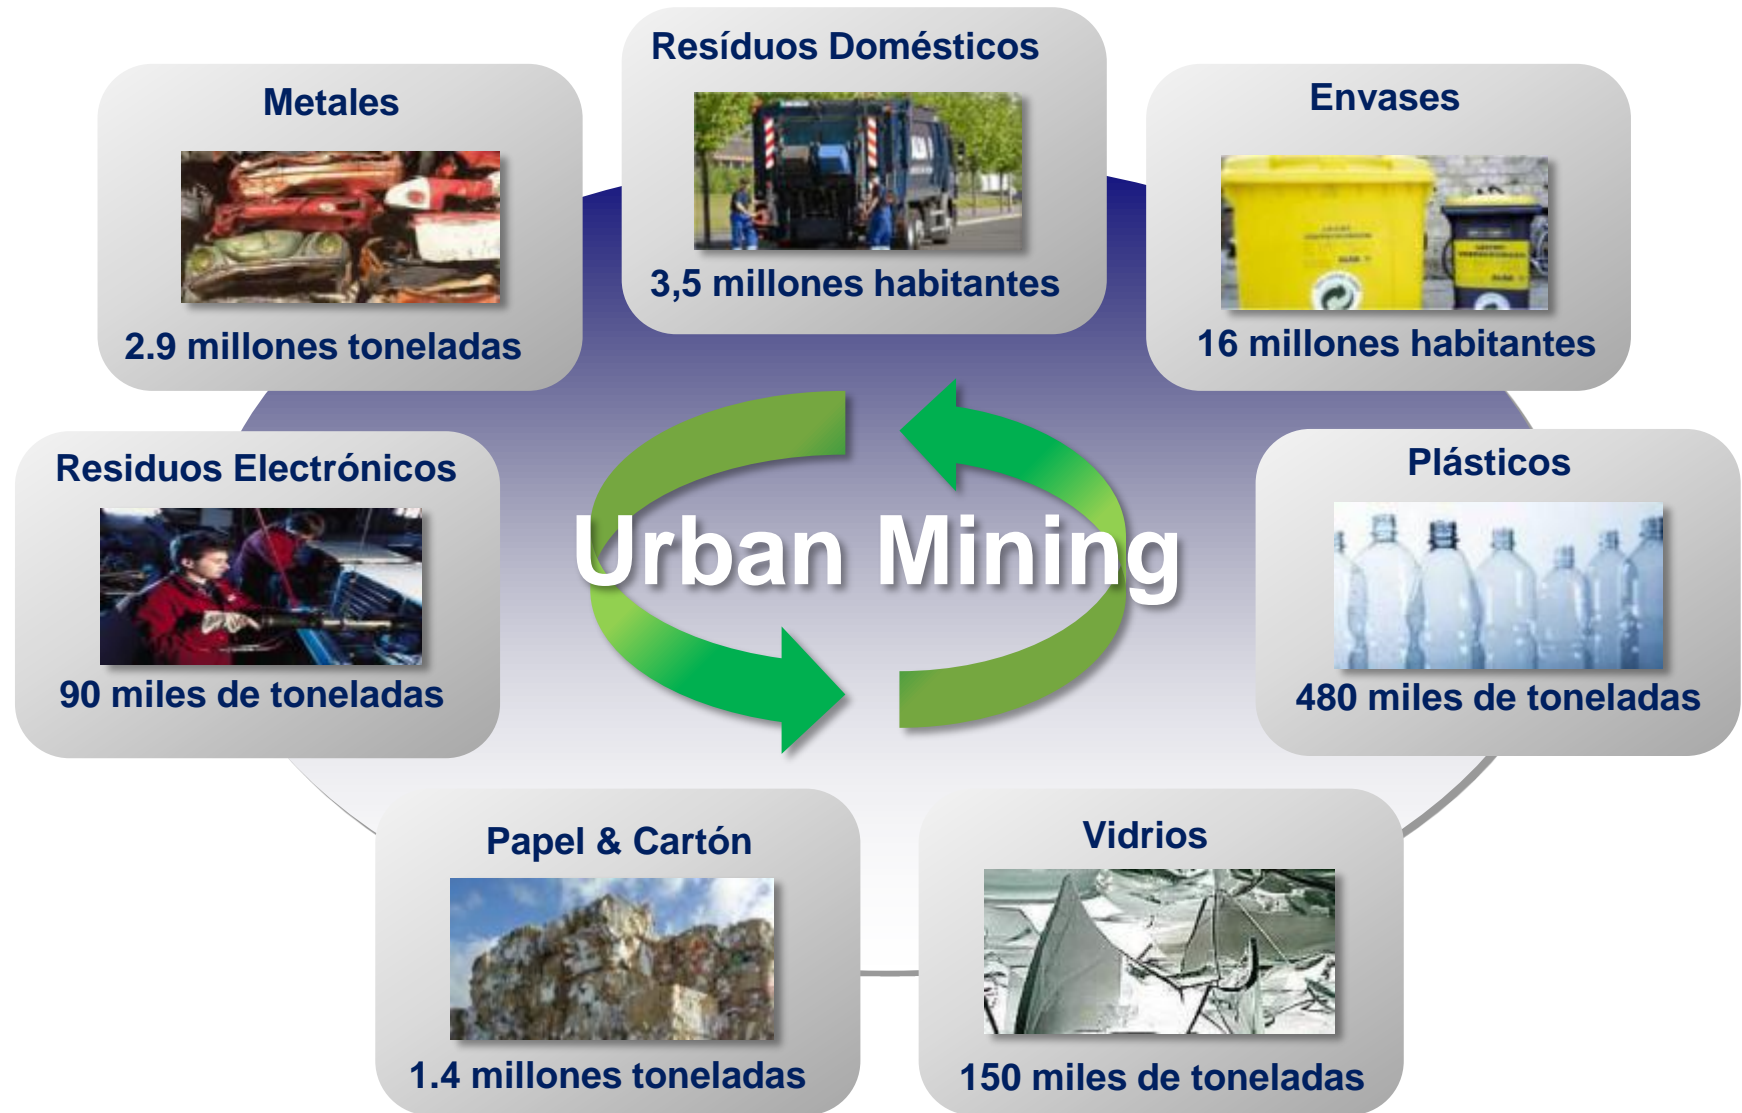 Resíduos Domésticos
3,5 millones habitantes
Metales
2.9 millones toneladas
Envases
16 millones habitantes
Residuos Electrónicos
90 miles de toneladas
Urban Mining
Plásticos
480 miles de toneladas
Papel & Cartón
1.4 millones toneladas
Vidrios
150 miles de toneladas